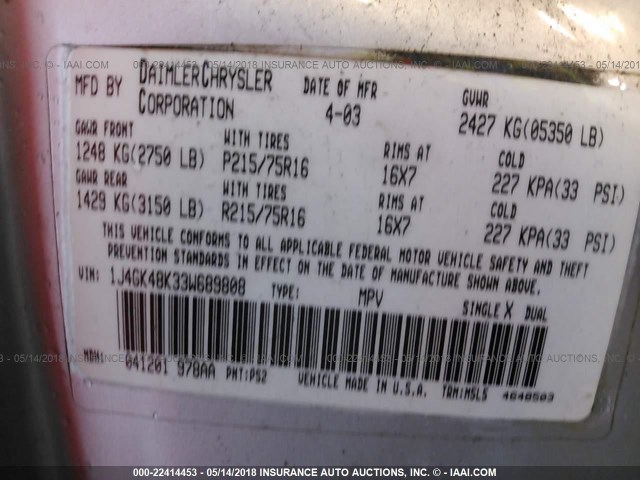 MFD BY DAIMLERCHRYSLER CORPORATION DATE OF MFR 4-03 GVWR 2427 KG(05350 LB)
GAWR FRONT WITH TIRES RIMS AT COLD
1248 KG(2750 LB) P215/75R16 16X7 227 KPA(33 PSI)
GAWR REAR WITH TIRES RIMS AT COLD
1429 KG(3150 LB) R215/75R16 16X7 227 KPA(33 PSI)
THIS VEHICLE CONFORMS TO ALL APPLICABLE FEDERAL MOTOR VEHICLE SAFETY AND THEFT
PREVENTION STANDARDS IN EFFECT ON THE DATE OF MANUFACTURE SHOWN ABOVE.
VIN: 1J4GK48K33W689808 TYPE: MPV SINGLE X DUAL
MDH: 041201 978AA PNT:PS2 VEHICLE MADE IN U.S.A. TRM:MSLS 4648503
000-22414453 - 05/14/2018 INSURANCE AUTO AUCTIONS, INC. - © - IAAI.COM